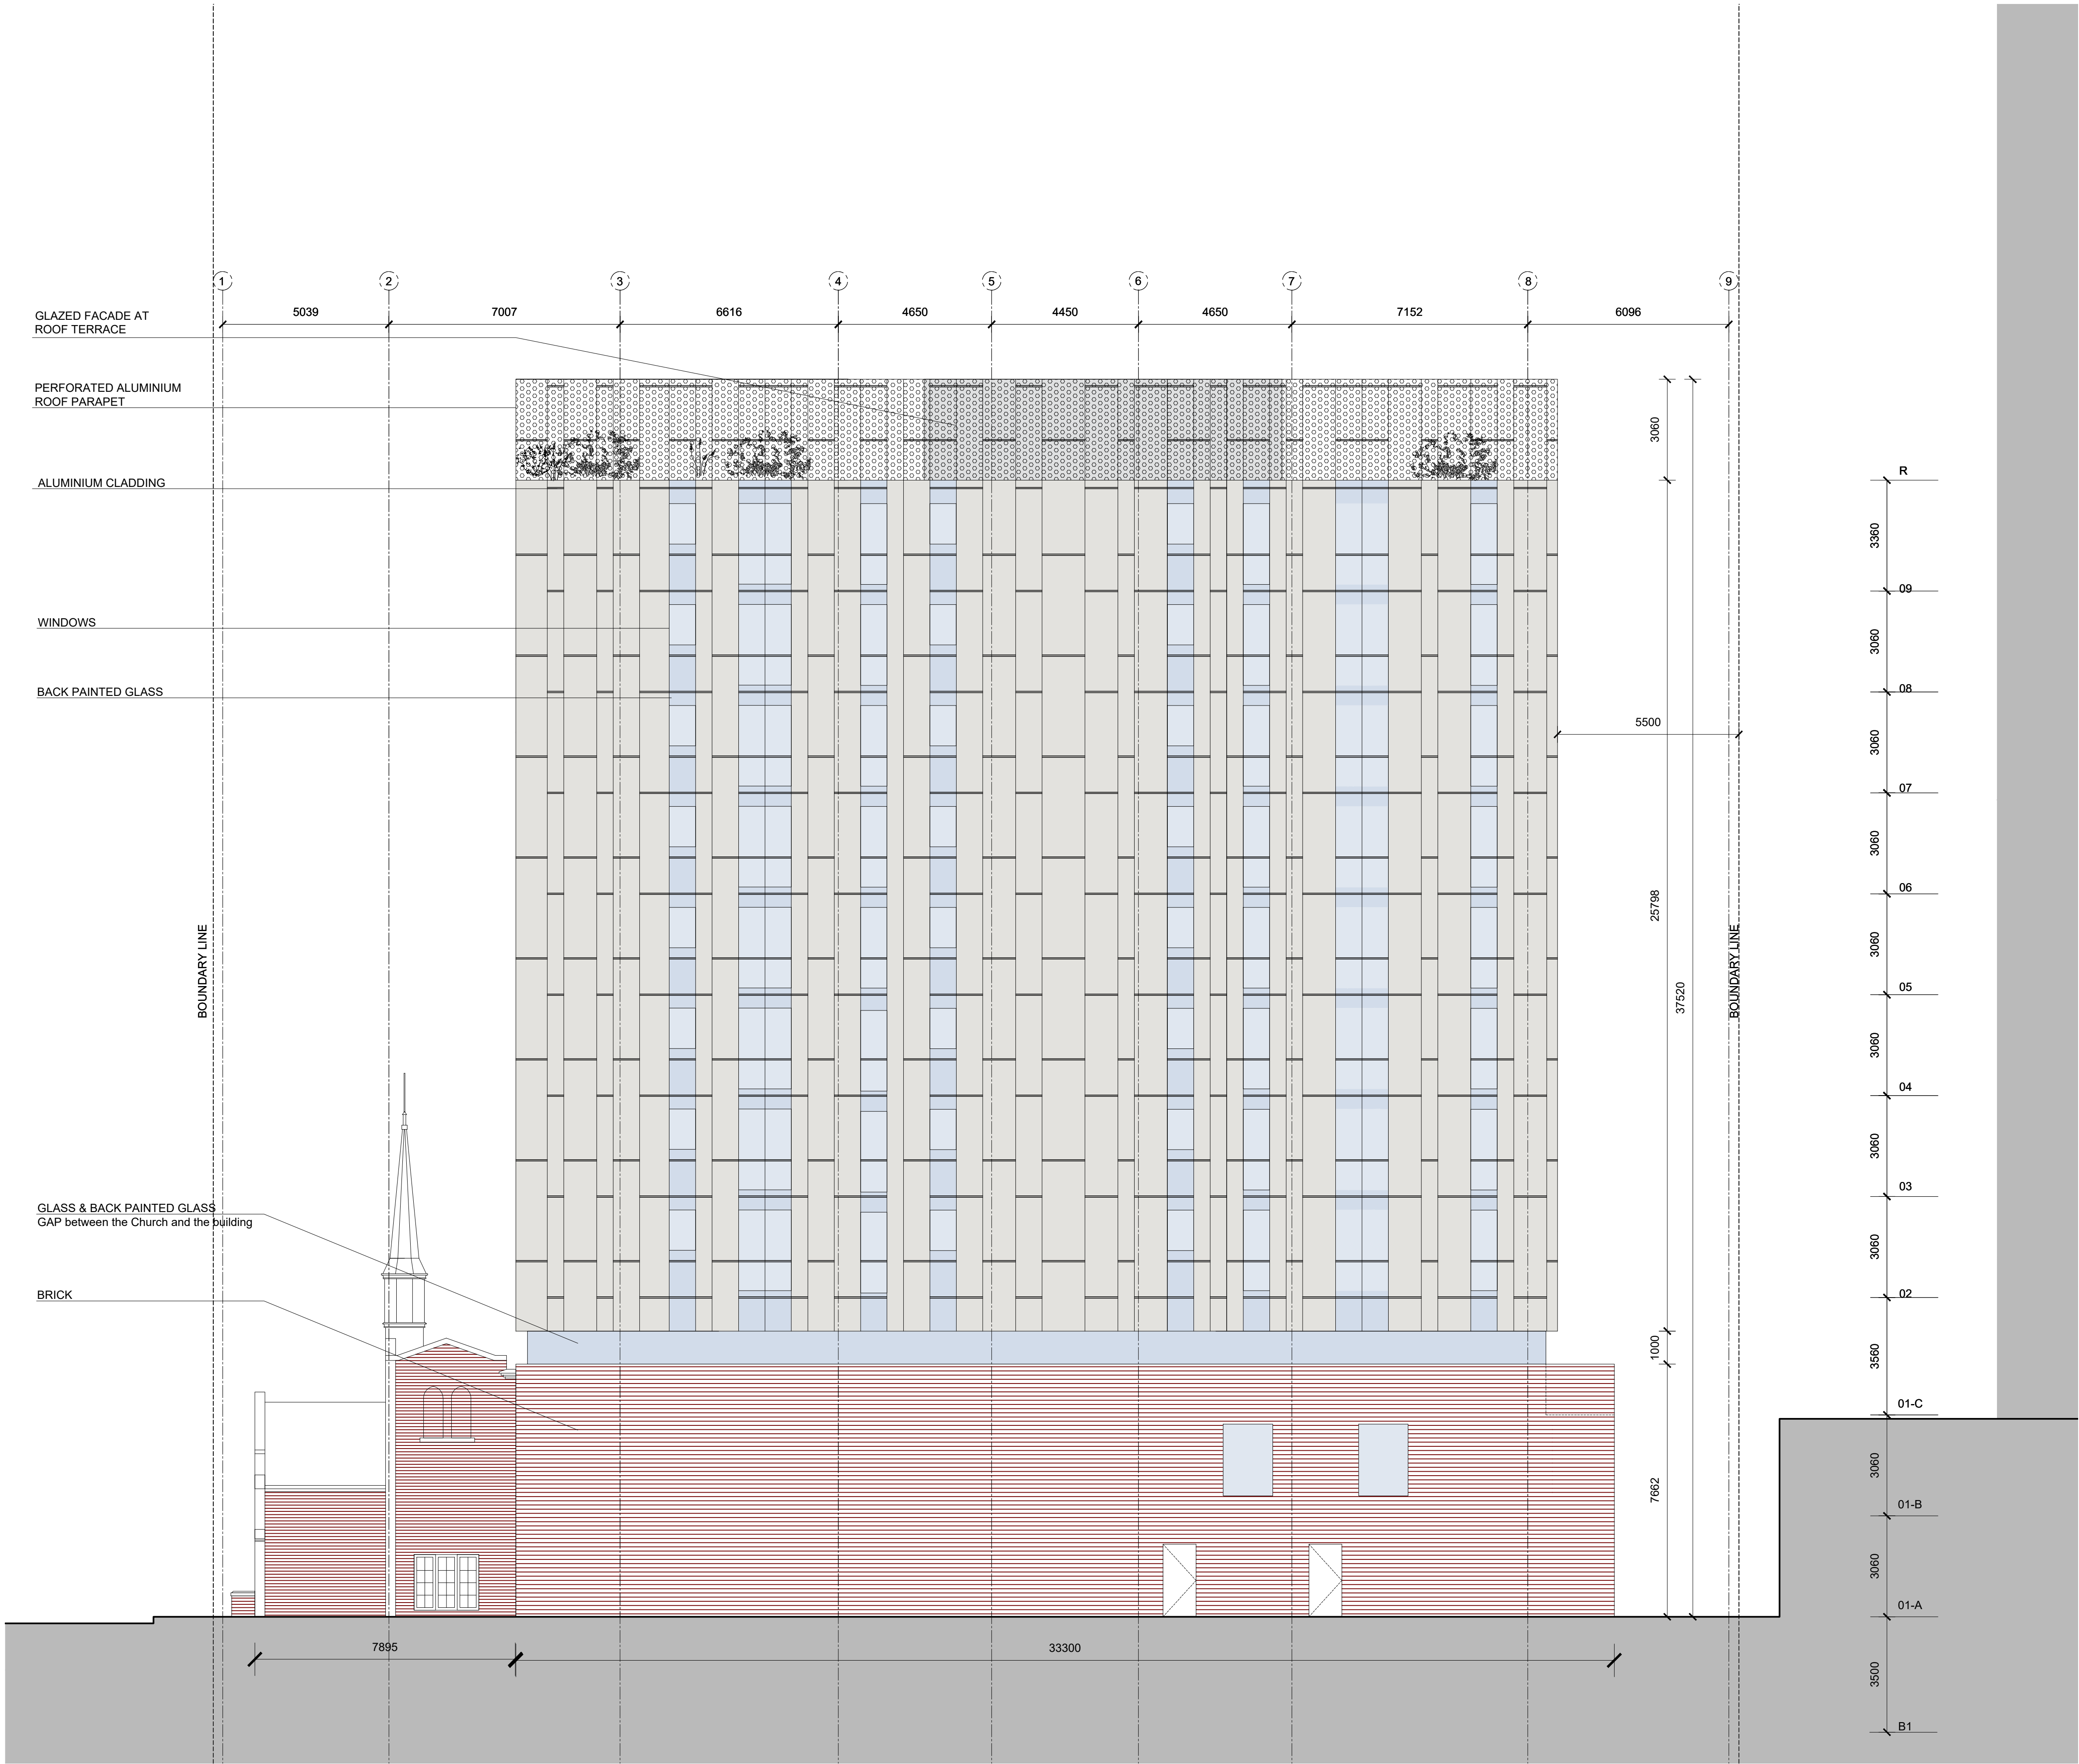 1 2 3 4 5 6 7 8 9
5039 7007 6616 4650 4450 4650 7152 6096
GLAZED FACADE AT
ROOF TERRACE
PERFORATED ALUMINIUM
ROOF PARAPET
3060
R
ALUMINIUM CLADDING
3360
09
WINDOWS
3060
08
BACK PAINTED GLASS
5500
3060
07
3060
06
25798
3060
BOUNDARY LINE
BOUNDARY LINE
37520
05
3060
04
3060
03
GLASS & BACK PAINTED GLASS
GAP between the Church and the building
3060
02
BRICK
1000
3560
01-C
3060
7662
01-B
3060
01-A
7895
33300
3500
B1